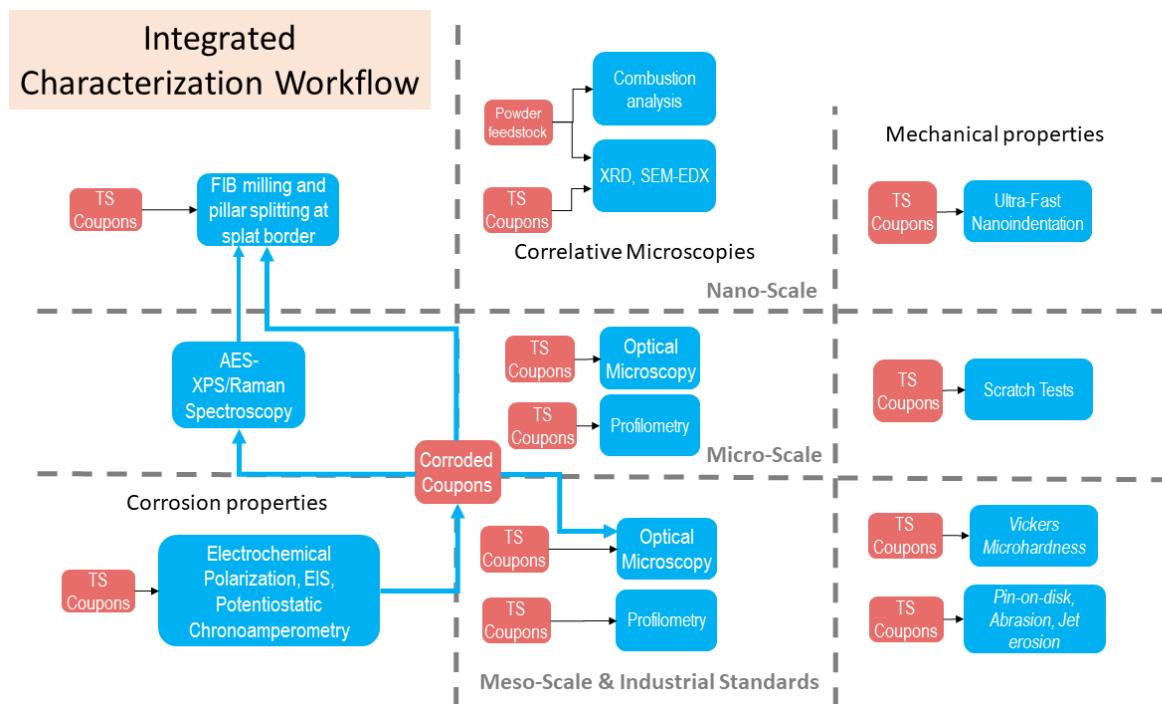 Integrated
Characterization Workflow
Powder
feedstock
Combustion
analysis
TS
Coupons
XRD, SEM-EDX
Correlative Microscopies
Nano-Scale
Mechanical properties
TS
Coupons
Ultra-Fast
Nanoindentation
TS
Coupons
FIB milling and
pillar splitting at
splat border
AES-
XPS/Raman
Spectroscopy
TS
Coupons
Optical
Microscopy
TS
Coupons
Profilometry
Micro-Scale
TS
Coupons
Scratch Tests
Corroded
Coupons
Corrosion properties
TS
Coupons
Electrochemical
Polarization, EIS,
Potentiostatic
Chronoamperometry
TS
Coupons
Optical
Microscopy
TS
Coupons
Profilometry
Meso-Scale & Industrial Standards
TS
Coupons
Vickers
Microhardness
TS
Coupons
Pin-on-disk,
Abrasion, Jet
erosion